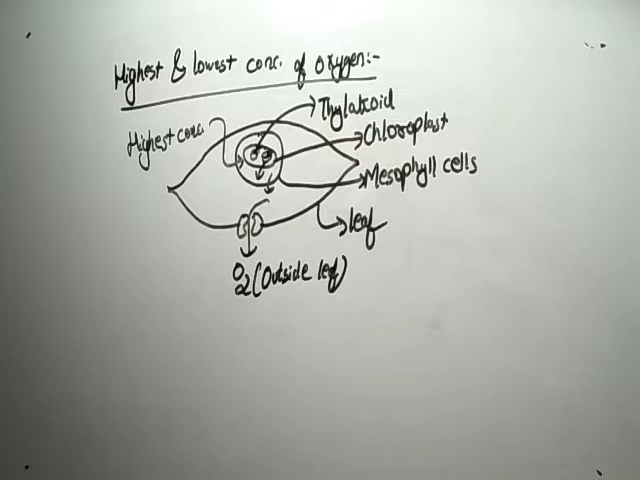 Highest & lowest conc. of oxygen:-
Thylakoid
Highest conc.
Chloroplast
Mesophyll cells
leaf
O2 (Outside leaf)